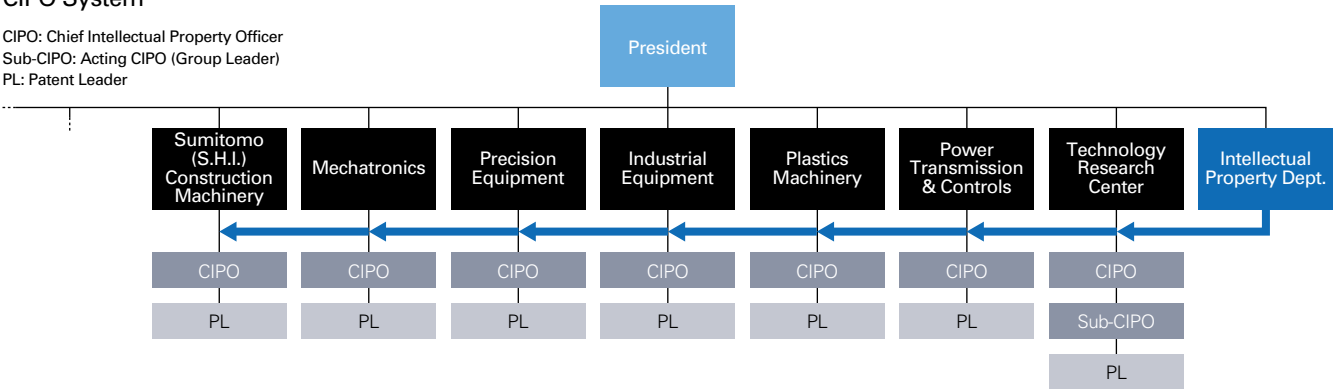 CIPO System
CIPO: Chief Intellectual Property Officer
Sub-CIPO: Acting CIPO (Group Leader)
PL: Patent Leader
President
Sumitomo
(S.H.I.)
Construction
Machinery
Mechatronics
Precision
Equipment
Industrial
Equipment
Plastics
Machinery
Power
Transmission
& Controls
Technology
Research
Center
Intellectual
Property Dept.
CIPO
CIPO
CIPO
CIPO
CIPO
CIPO
CIPO
PL
PL
PL
PL
PL
PL
Sub-CIPO
PL